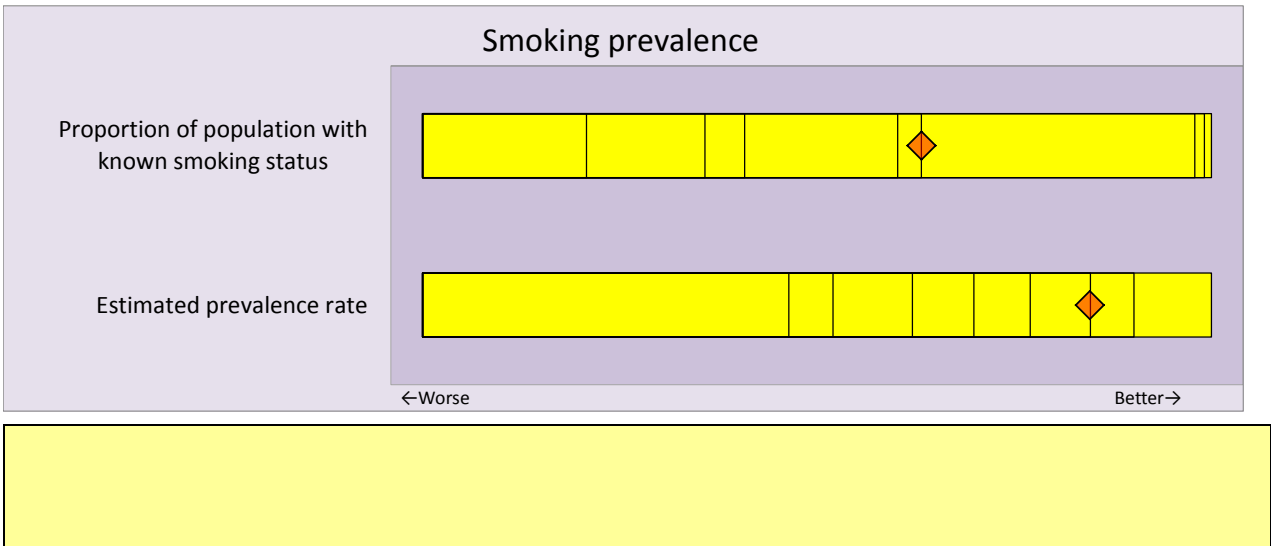 Smoking prevalence
Proportion of population with
known smoking status
Estimated prevalence rate
←Worse
Better→